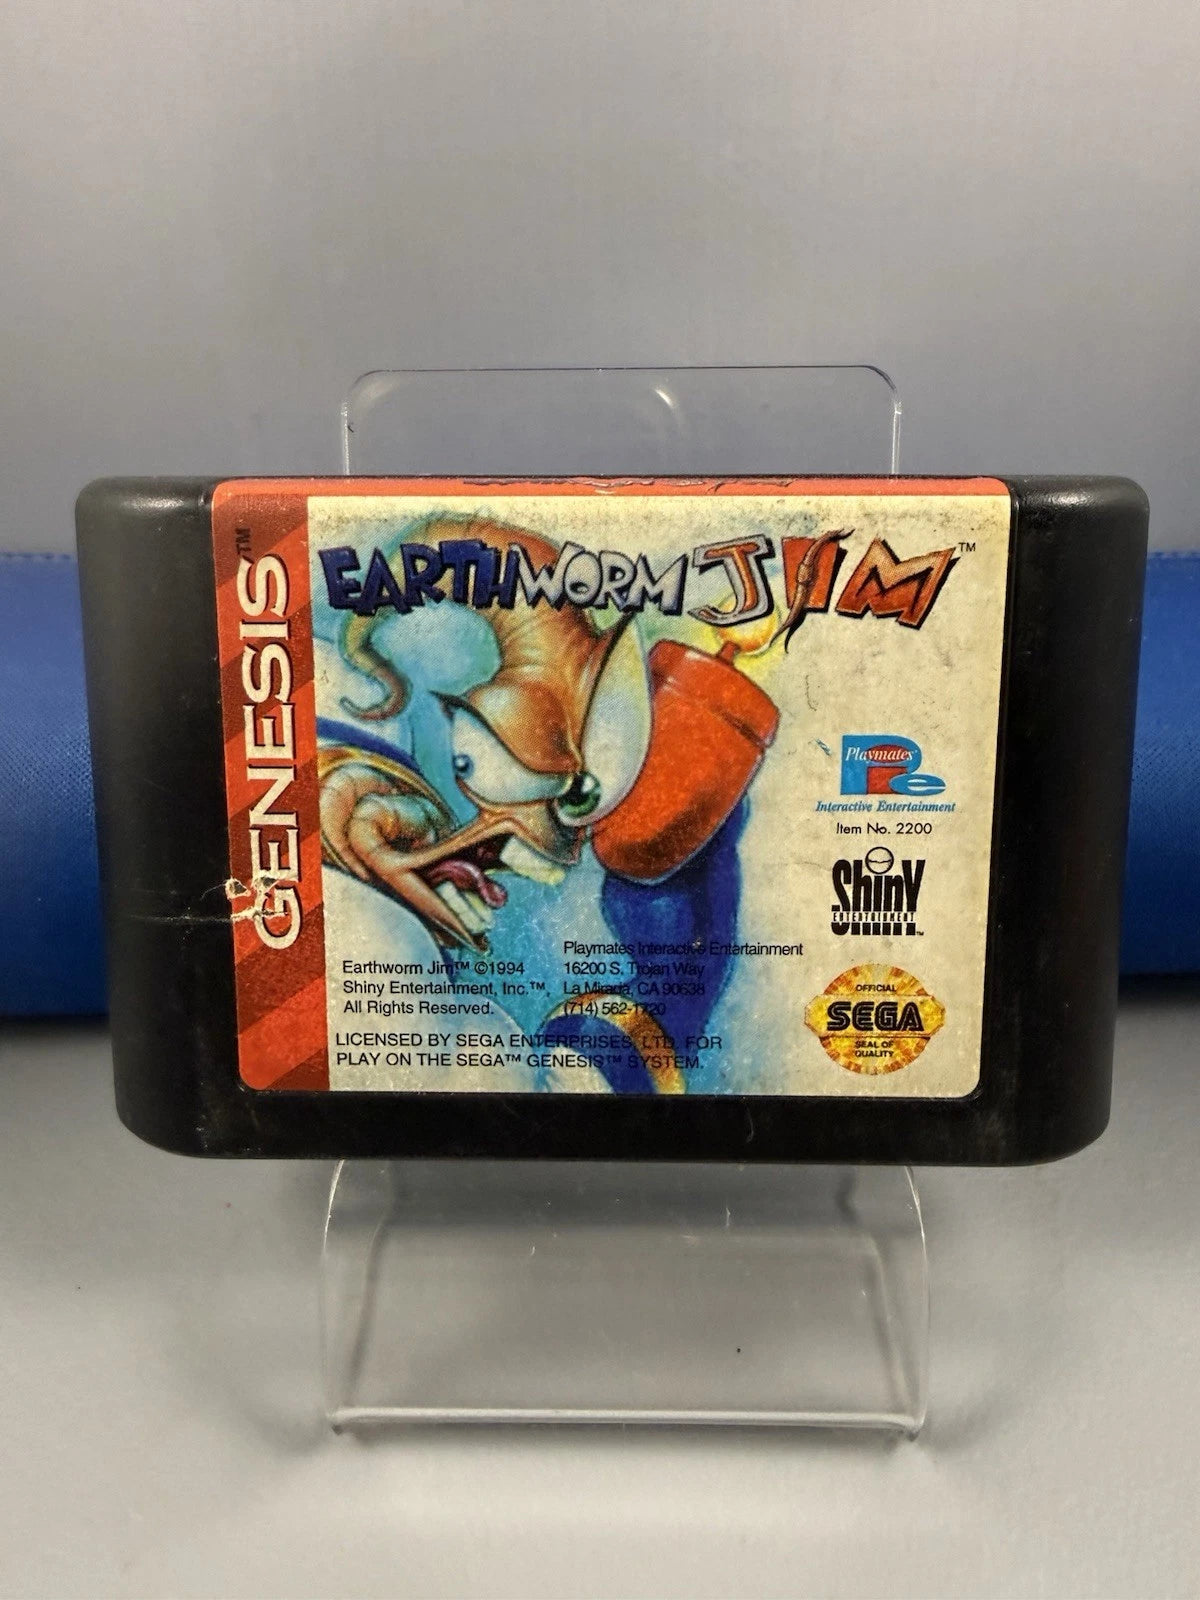 GENESIS™
EARTHWORM JIM™
Playmates
Interactive Entertainment
Item No. 2200
Shiny
ENTERTAINMENT™
Playmates Interactive Entertainment
16200 S. Trojan Way
La Mirada, CA 90638
(714) 562-1720
Earthworm Jim™ ©1994
Shiny Entertainment, Inc.™,
All Rights Reserved.
LICENSED BY SEGA ENTERPRISES, LTD. FOR
PLAY ON THE SEGA™ GENESIS™ SYSTEM.
OFFICIAL
SEGA
SEAL OF
QUALITY